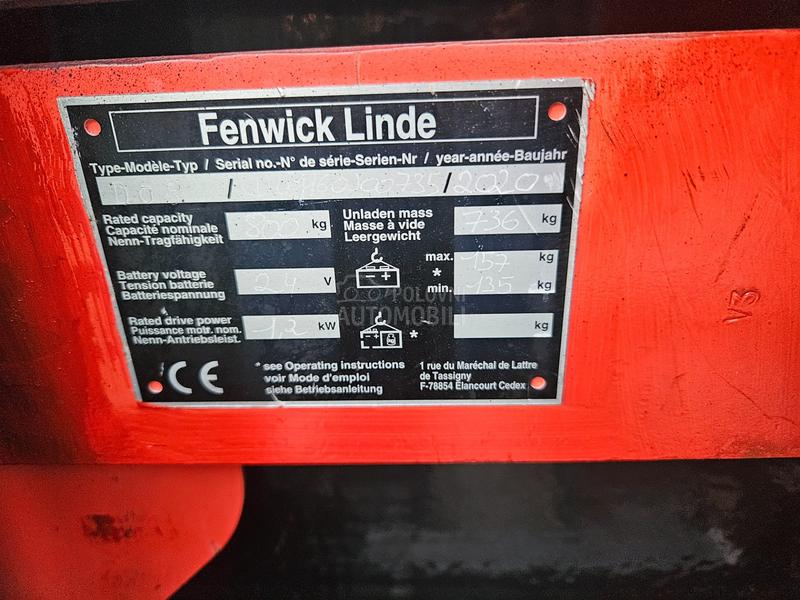 Fenwick Linde
Type-Modèle-Typ / Serial no.-N° de série-Serien-Nr / year-année-Baujahr
/ / 2020
Rated capacity
Capacité nominale
Nenn-Tragfähigkeit
800 kg
Unladen mass
Masse à vide
Leergewicht
736 kg
Battery voltage
Tension batterie
Batteriespannung
24 V
- +
*
max. 157 kg
min. 135 kg
Rated drive power
Puissance motr. nom.
Nenn-Antriebsleist.
1,2 kW
*
kg
CE
* see Operating instructions
voir Mode d'emploi
siehe Betriebsanleitung
1 rue du Maréchal de Lattre
de Tassigny
F-78854 Elancourt Cedex
POLOVNI
AUTOMOBILI
V3